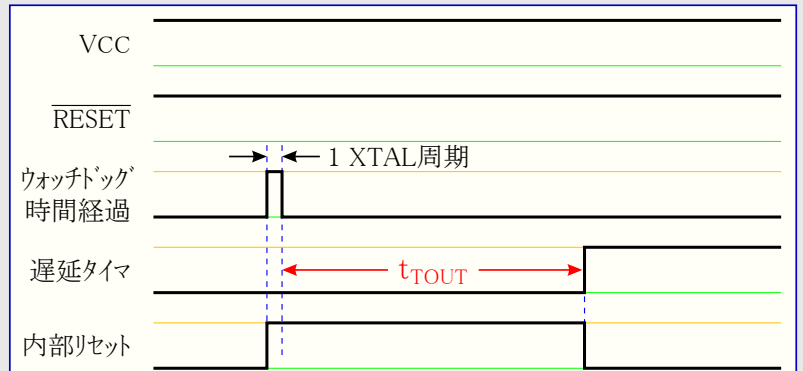 VCC
RESET
1 XTAL周期
ウォッチドッグ
時間経過
遅延タイマ
tTOUT
内部リセット